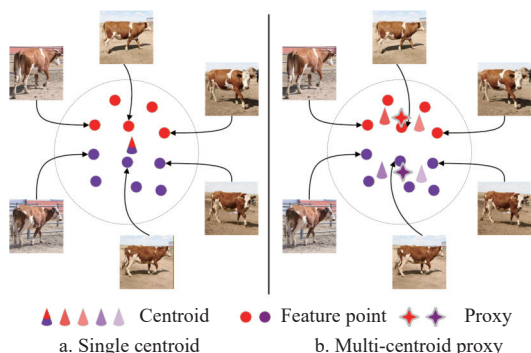 Centroid Feature point Proxy
a. Single centroid b. Multi-centroid proxy